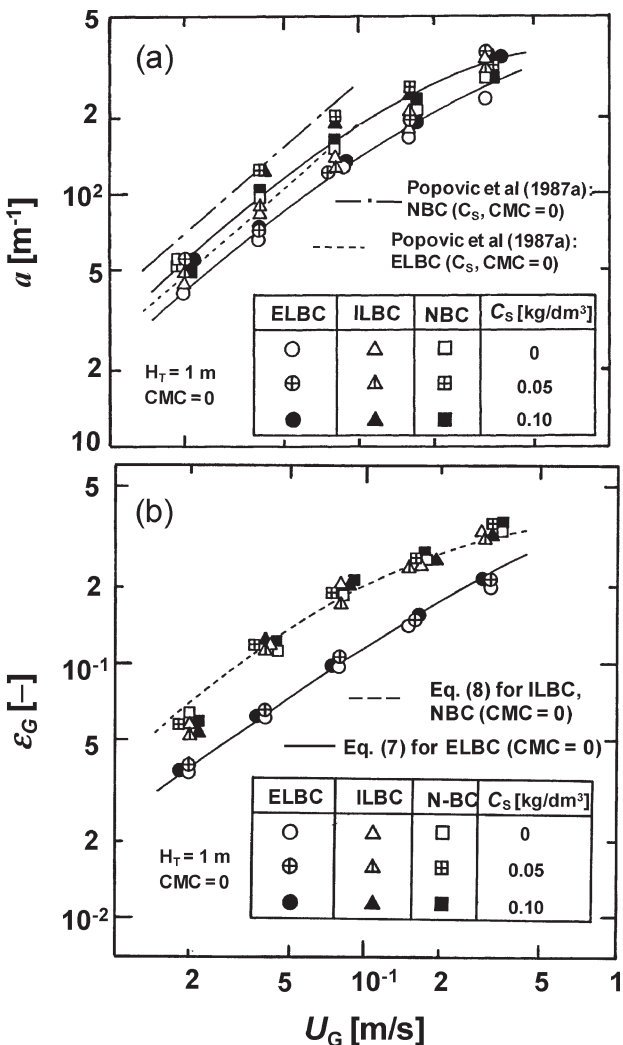 5
(a)
2
10²
5
2
10
a [m⁻¹]
Popovic et al (1987a):
NBC (C_S, CMC = 0)
Popovic et al (1987a):
ELBC (C_S, CMC = 0)
H_T = 1 m
CMC = 0
ELBC ILBC NBC C_S [kg/dm³]
0
0.05
0.10
5
(b)
2
10⁻¹
5
2
10⁻²
ε_G [–]
Eq. (8) for ILBC,
NBC (CMC = 0)
Eq. (7) for ELBC (CMC = 0)
H_T = 1 m
CMC = 0
ELBC ILBC N-BC C_S [kg/dm³]
0
0.05
0.10
2 5 10⁻¹ 2 5 1
U_G [m/s]